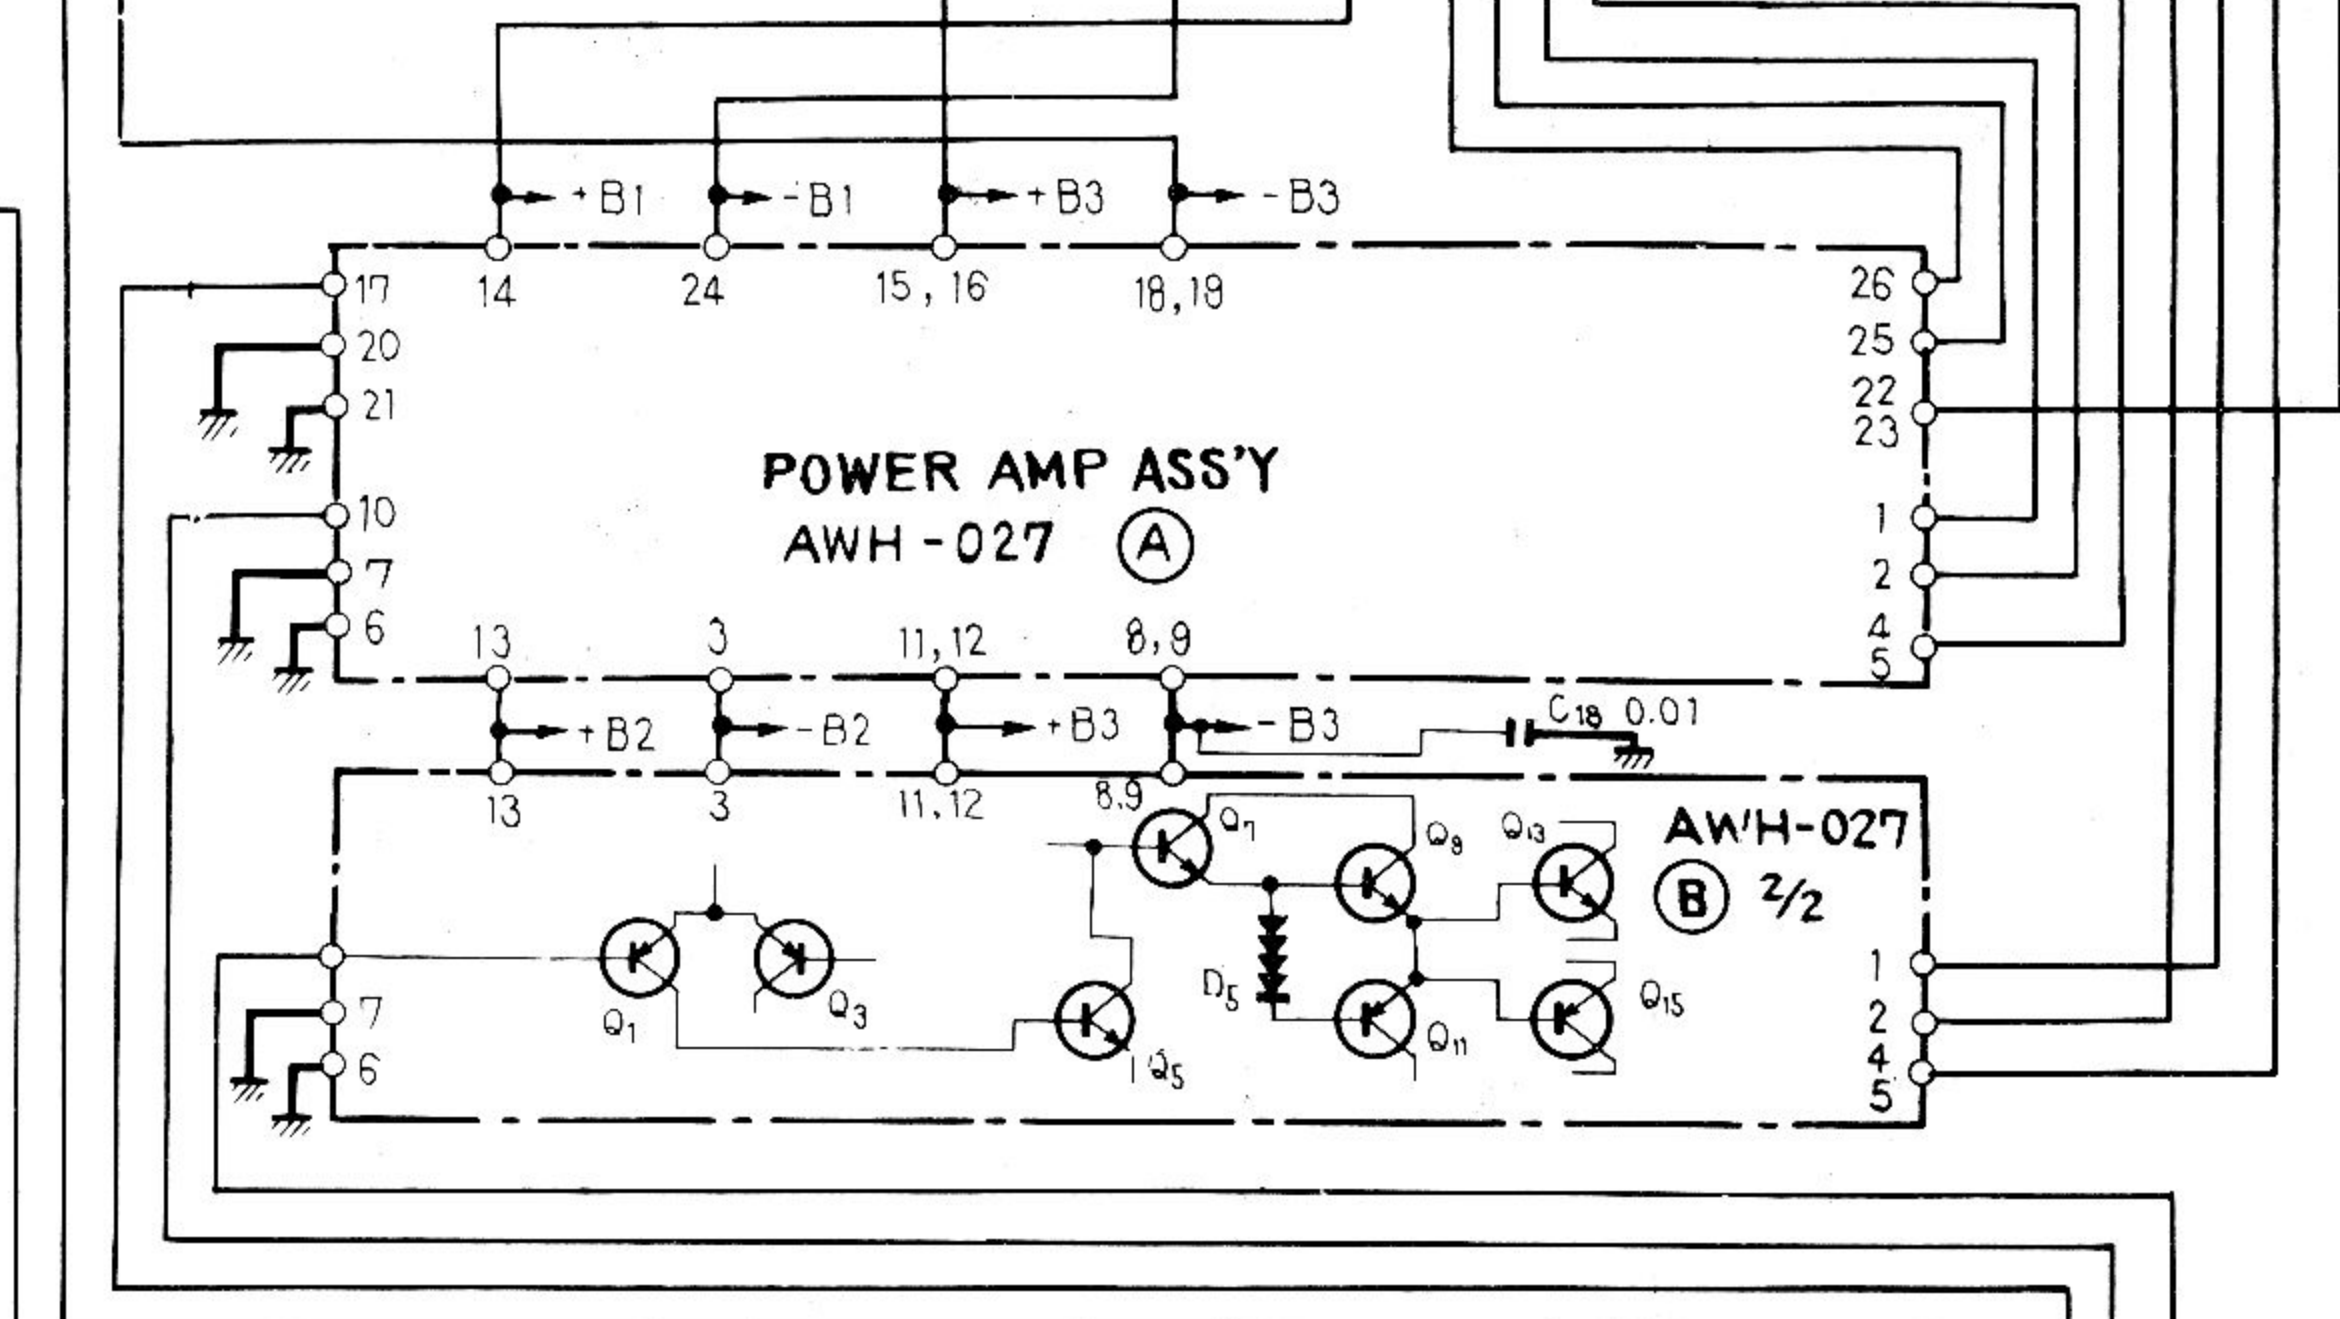 +B1 -B1 +B3 -B3
14 24 15,16 18,19
17 26
20 25
21 22
23
POWER AMP ASS'Y
AWH-027 A
10 1
7 2
6 4
5
13 3 11,12 8,9
+B2 -B2 +B3 -B3 C18 0.01
13 3 11,12 8,9
Q7 Q9 Q13 AWH-027
B 2/2
1
Q1 Q3 D5 Q11 Q15
7 2
6 Q5 4
5